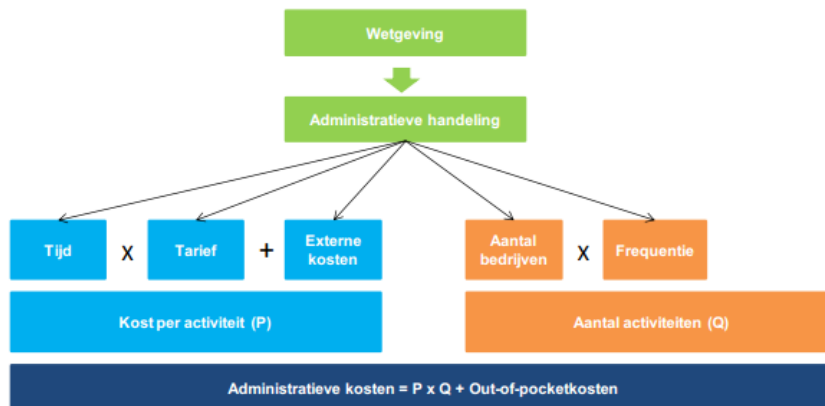 Wetgeving
Administratieve handeling
Tijd x Tarief + Externe kosten Aantal bedrijven x Frequentie
Kost per activiteit (P) Aantal activiteiten (Q)
Administratieve kosten = P x Q + Out-of-pocketkosten